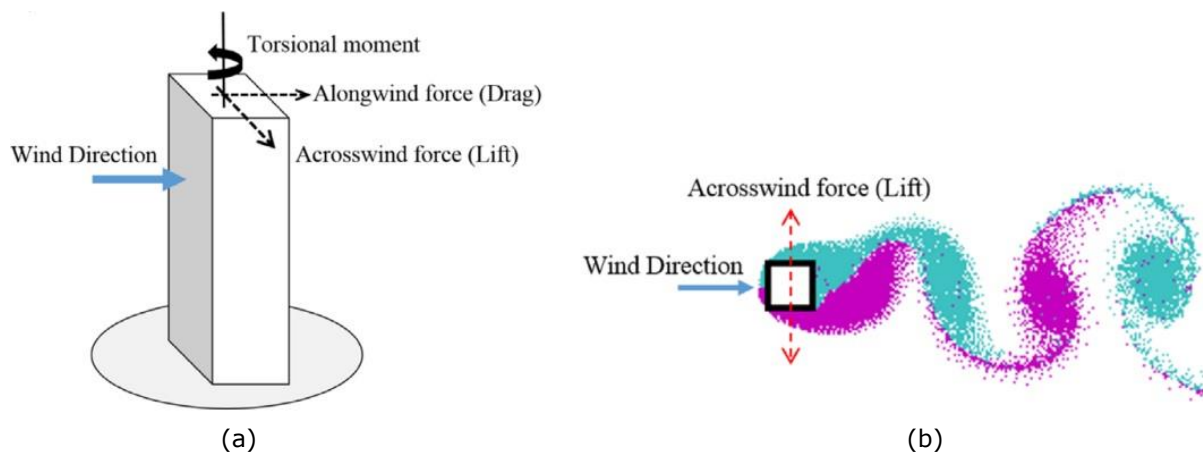 Torsional moment
Alongwind force (Drag)
Wind Direction
Acrosswind force (Lift)
(a)
Acrosswind force (Lift)
Wind Direction
(b)